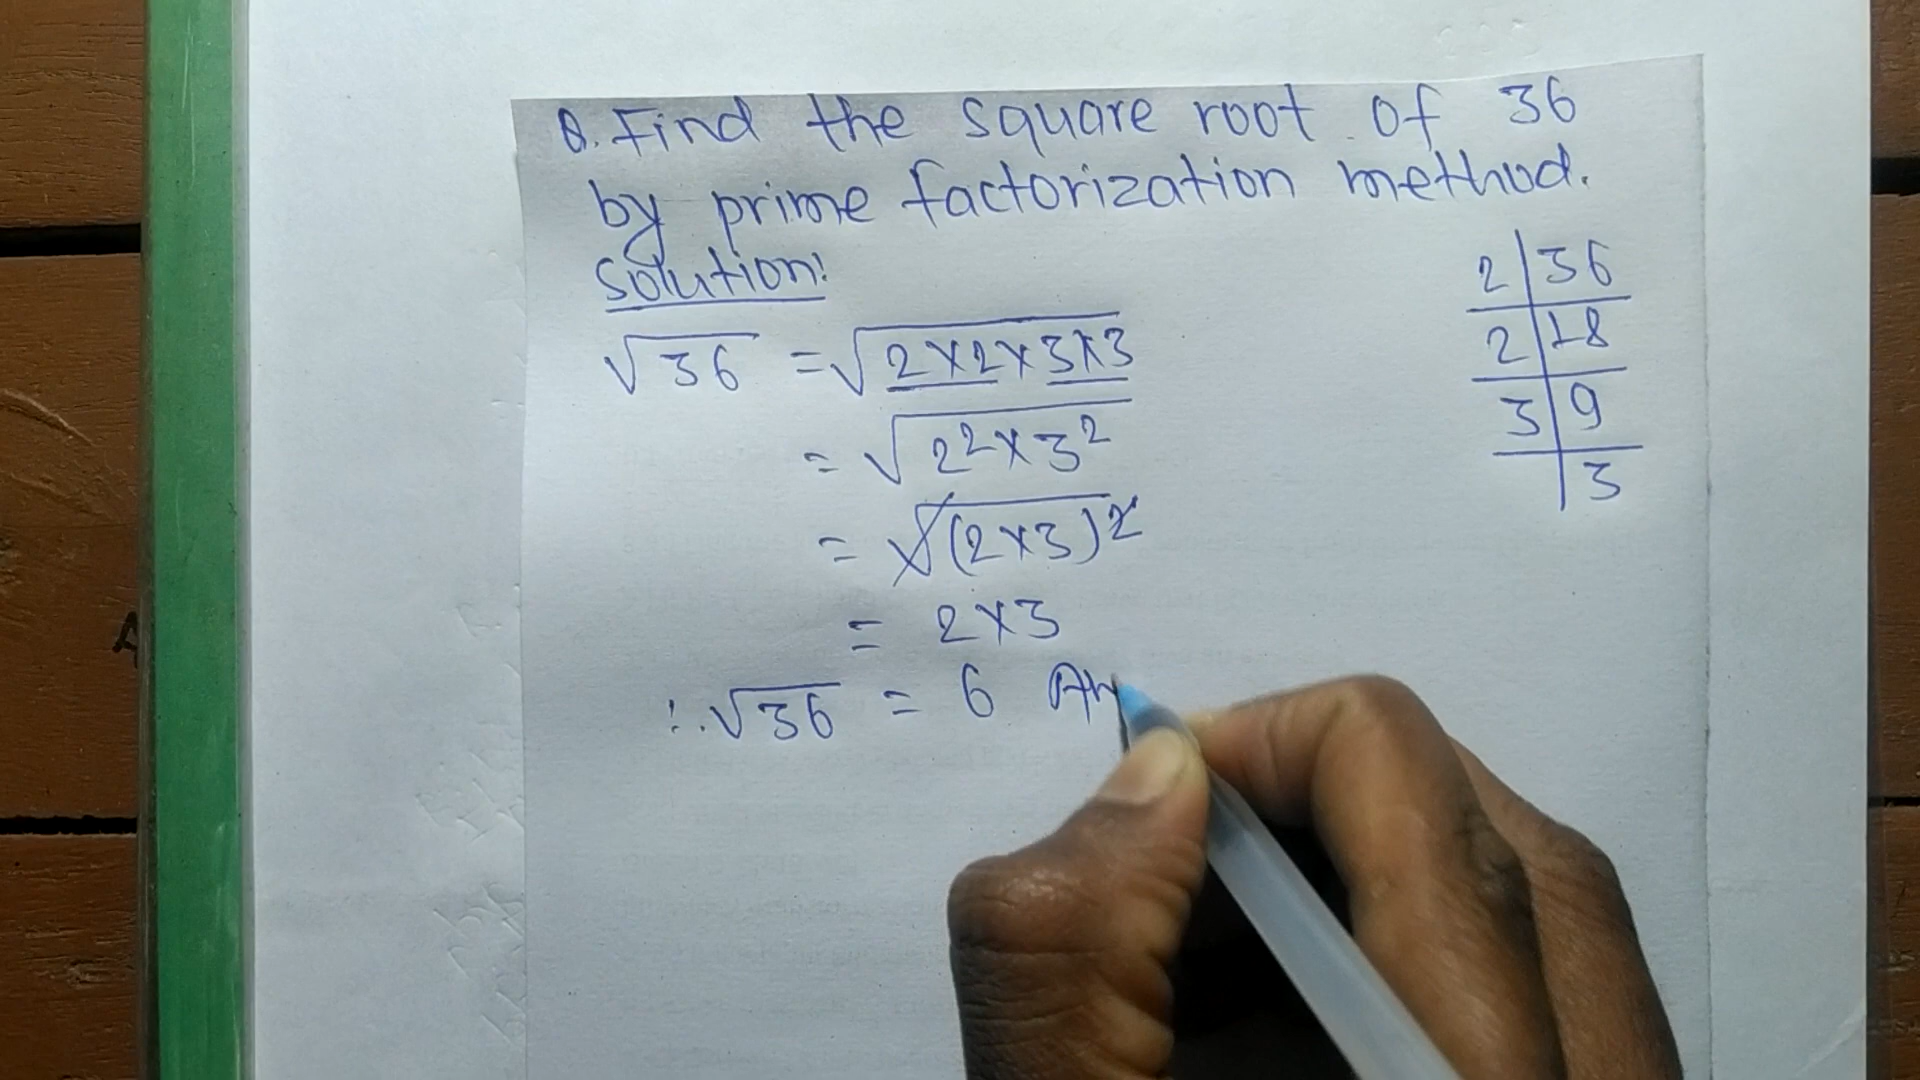 Q. Find the square root of 36
by prime factorization method.
Solution:
√36 = √2×2×3×3
= √2²×3²
= √(2×3)²
= 2×3
∴ √36 = 6 An
2 | 36
2 | 18
3 | 9
| 3